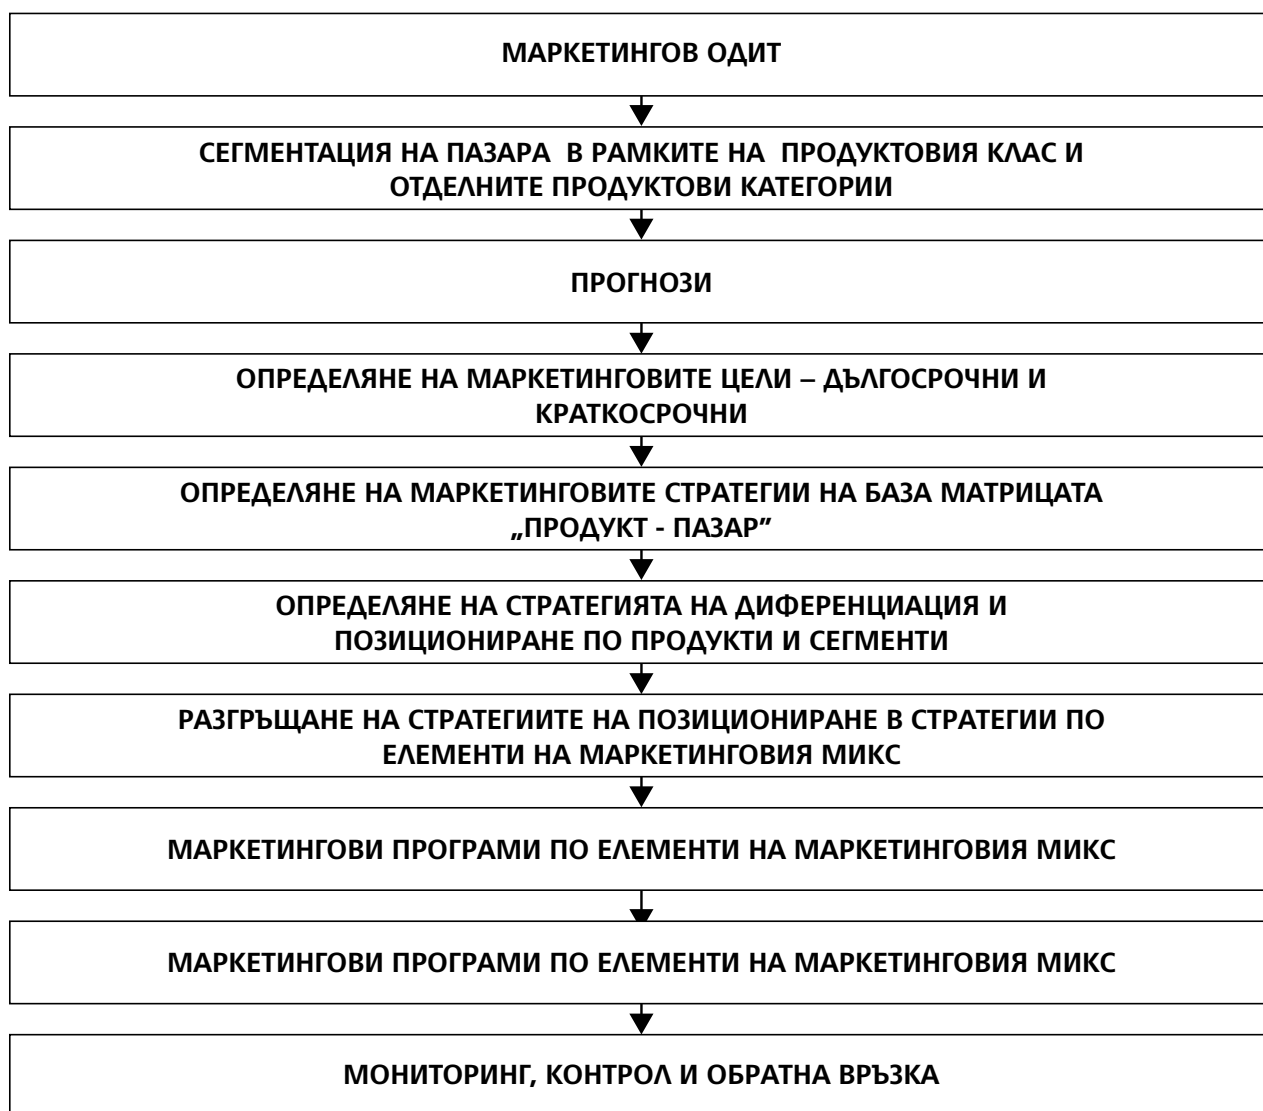 МАРКЕТИНГОВ ОДИТ
СЕГМЕНТАЦИЯ НА ПАЗАРА В РАМКИТЕ НА ПРОДУКТОВИЯ КЛАС И
ОТДЕЛНИТЕ ПРОДУКТОВИ КАТЕГОРИИ
ПРОГНОЗИ
ОПРЕДЕЛЯНЕ НА МАРКЕТИНГОВИТЕ ЦЕЛИ – ДЪЛГОСРОЧНИ И
КРАТКОСРОЧНИ
ОПРЕДЕЛЯНЕ НА МАРКЕТИНГОВИТЕ СТРАТЕГИИ НА БАЗА МАТРИЦАТА
„ПРОДУКТ - ПАЗАР”
ОПРЕДЕЛЯНЕ НА СТРАТЕГИЯТА НА ДИФЕРЕНЦИАЦИЯ И
ПОЗИЦИОНИРАНЕ ПО ПРОДУКТИ И СЕГМЕНТИ
РАЗГРЪЩАНЕ НА СТРАТЕГИИТЕ НА ПОЗИЦИОНИРАНЕ В СТРАТЕГИИ ПО
ЕЛЕМЕНТИ НА МАРКЕТИНГОВИЯ МИКС
МАРКЕТИНГОВИ ПРОГРАМИ ПО ЕЛЕМЕНТИ НА МАРКЕТИНГОВИЯ МИКС
МАРКЕТИНГОВИ ПРОГРАМИ ПО ЕЛЕМЕНТИ НА МАРКЕТИНГОВИЯ МИКС
МОНИТОРИНГ, КОНТРОЛ И ОБРАТНА ВРЪЗКА